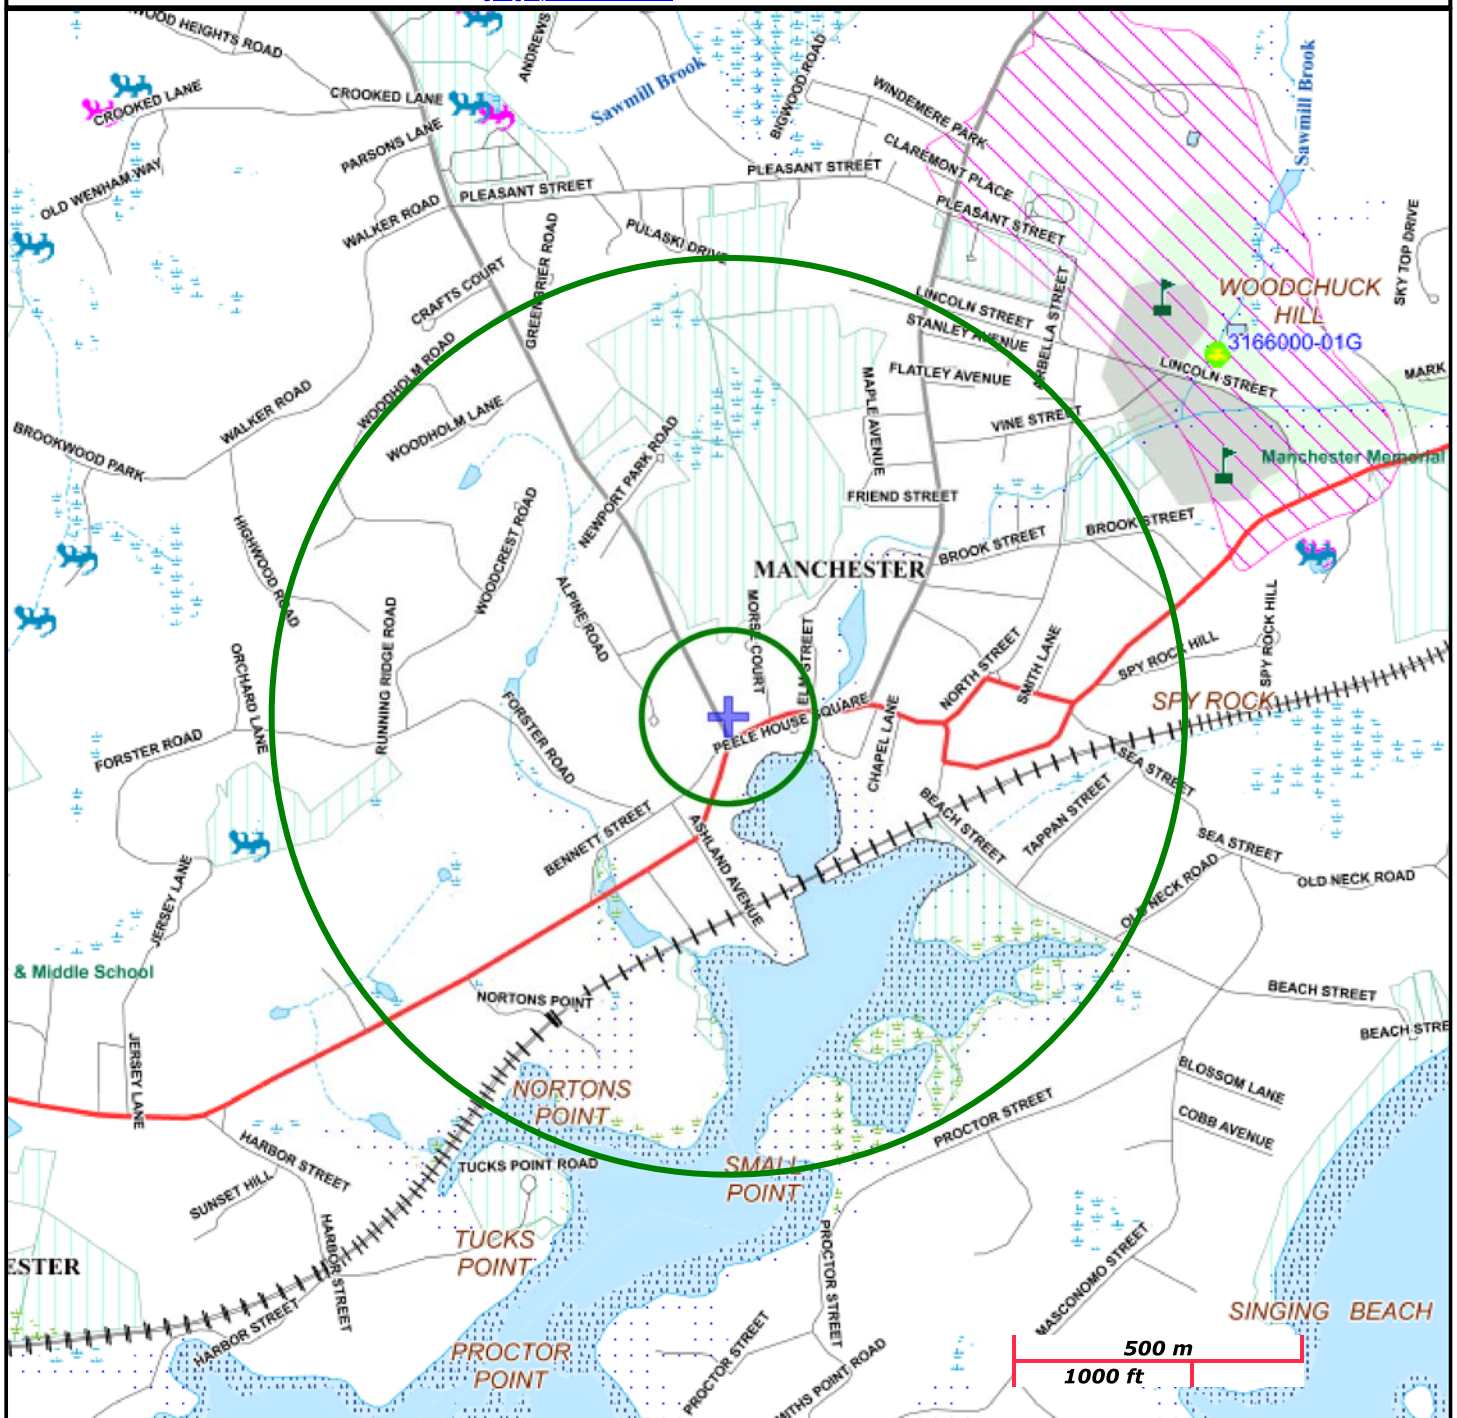 WOOD HEIGHTS ROAD
ANDREWS
Sawmill Brook
BIGWOOD ROAD
WINDEMERE PARK
Sawmill Brook
CROOKED LANE
CROOKED LANE
PARSONS LANE
CLAREMONT PLACE
OLD WENHAM WAY
PLEASANT STREET
PLEASANT STREET
PLEASANT STREET
WALKER ROAD
PULASKI DRIVE
GREENBRIER ROAD
CRAFTS COURT
SKY TOP DRIVE
LINCOLN STREET
STANLEY AVENUE
ARBELLA STREET
WOODCHUCK
HILL
3166000-01G
LINCOLN STREET
MARK
WOODHOLM ROAD
WALKER ROAD
WOODHOLM LANE
FLATLEY AVENUE
MAPLE AVENUE
VINE STREET
BROOKWOOD PARK
NEWPORT PARK ROAD
Manchester Memorial
FRIEND STREET
HIGHWOOD ROAD
WOODCREST ROAD
BROOK STREET
BROOK STREET
MANCHESTER
ALPINE ROAD
MORSE COURT
ELM STREET
RUNNING RIDGE ROAD
ORCHARD LANE
NORTH STREET
SMITH LANE
SPY ROCK HILL
SPY ROCK HILL
SPY ROCK
FORSTER ROAD
FORSTER ROAD
PEELE HOUSE SQUARE
CHAPEL LANE
SEA STREET
BEACH STREET
TAPPAN STREET
BENNETT STREET
ASHLAND AVENUE
SEA STREET
OLD NECK ROAD
OLD NECK ROAD
JERSEY LANE
& Middle School
NORTONS POINT
BEACH STREET
BEACH STRE
JERSEY LANE
NORTONS
POINT
BLOSSOM LANE
PROCTOR STREET
COBB AVENUE
HARBOR STREET
TUCKS POINT ROAD
SMALL
POINT
SUNSET HILL
HARBOR STREET
TUCKS
POINT
PROCTOR STREET
MASCONOMO STREET
ESTER
HARBOR STREET
PROCTOR
POINT
PROCTOR STREET
MITHS POINT ROAD
SINGING BEACH
500 m
1000 ft